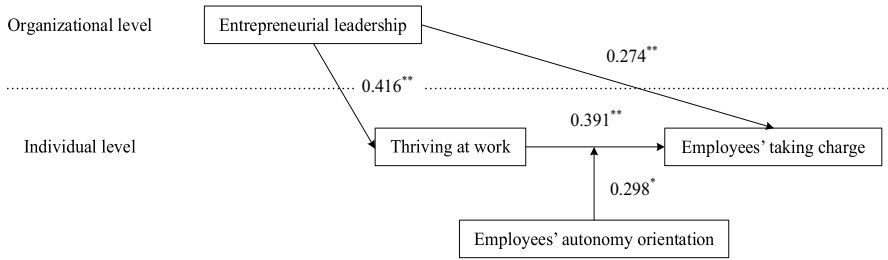 Organizational level
Entrepreneurial leadership
0.274**
0.416**
0.391**
Individual level
Thriving at work
Employees’ taking charge
0.298*
Employees’ autonomy orientation